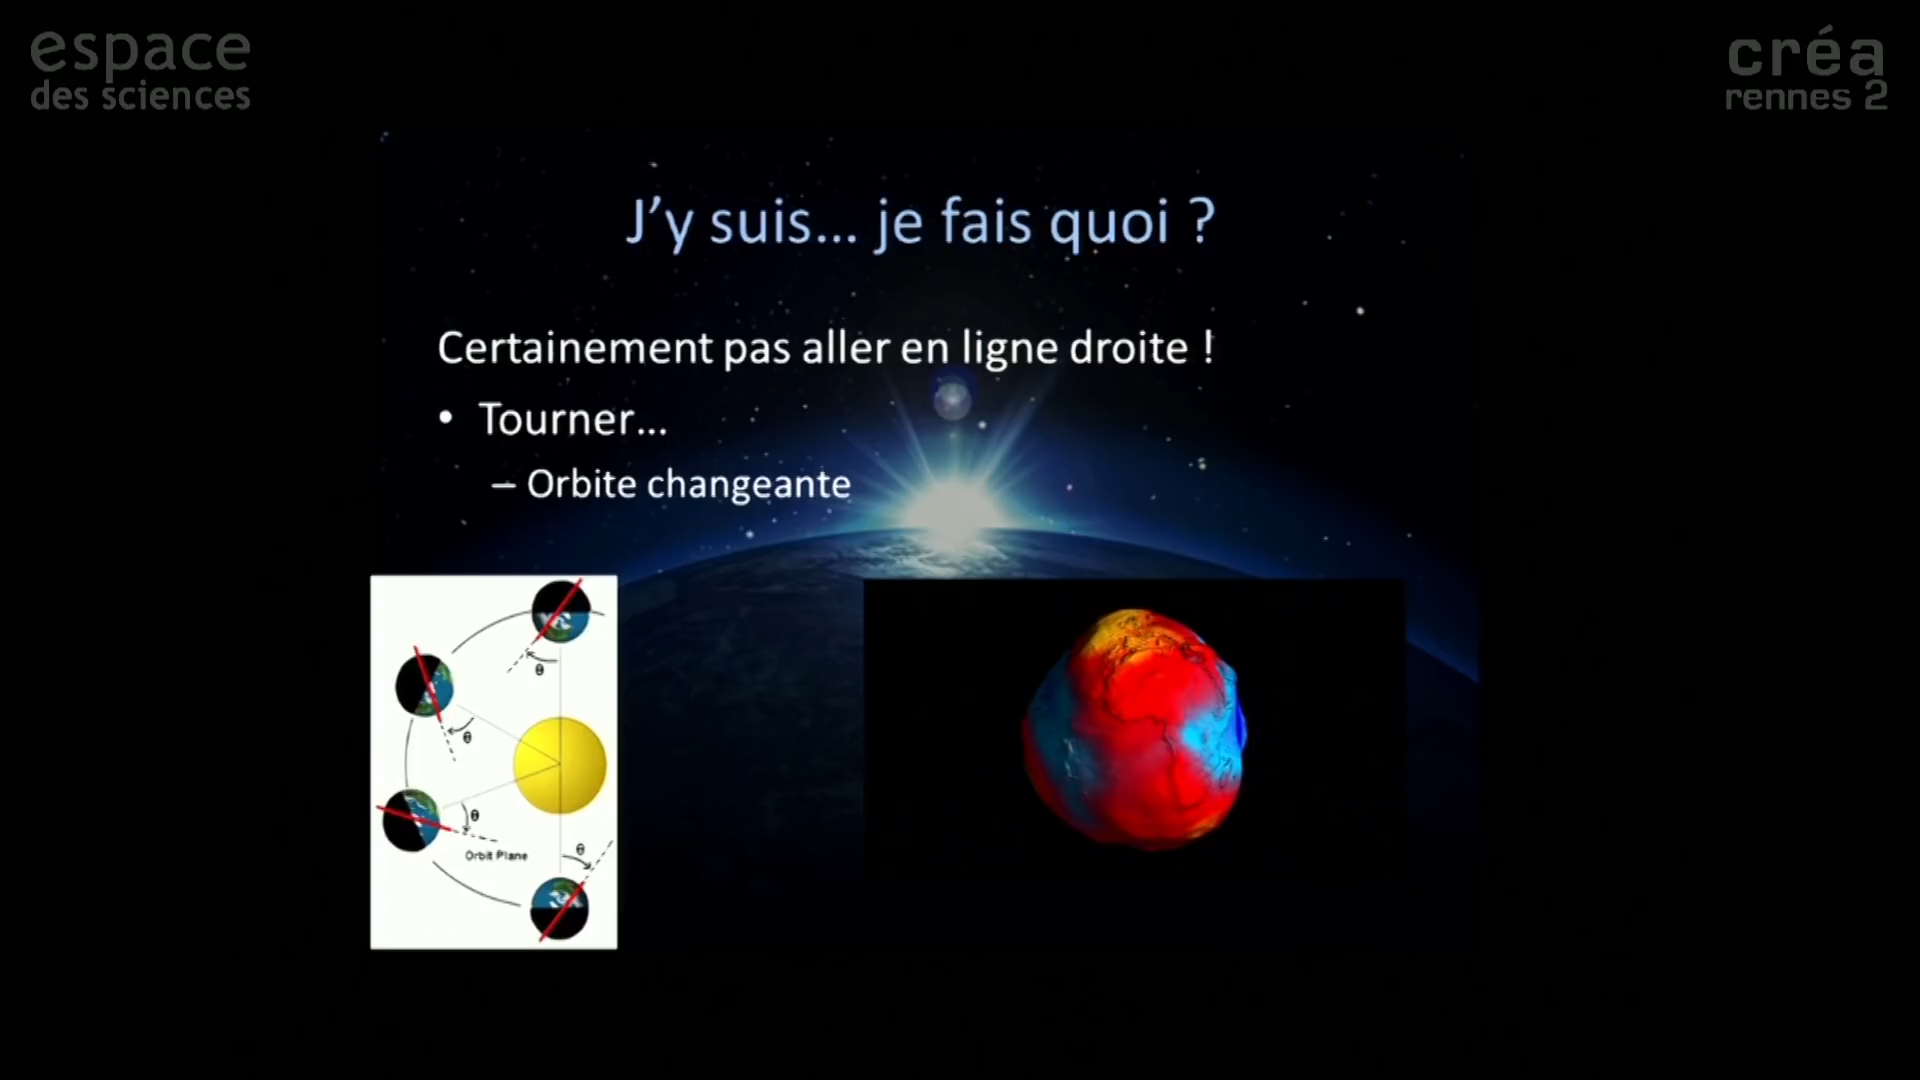 espace
des sciences
créa
rennes 2
J’y suis... je fais quoi ?
Certainement pas aller en ligne droite !
• Tourner...
– Orbite changeante
θ
θ
θ
Orbit Plane
θ